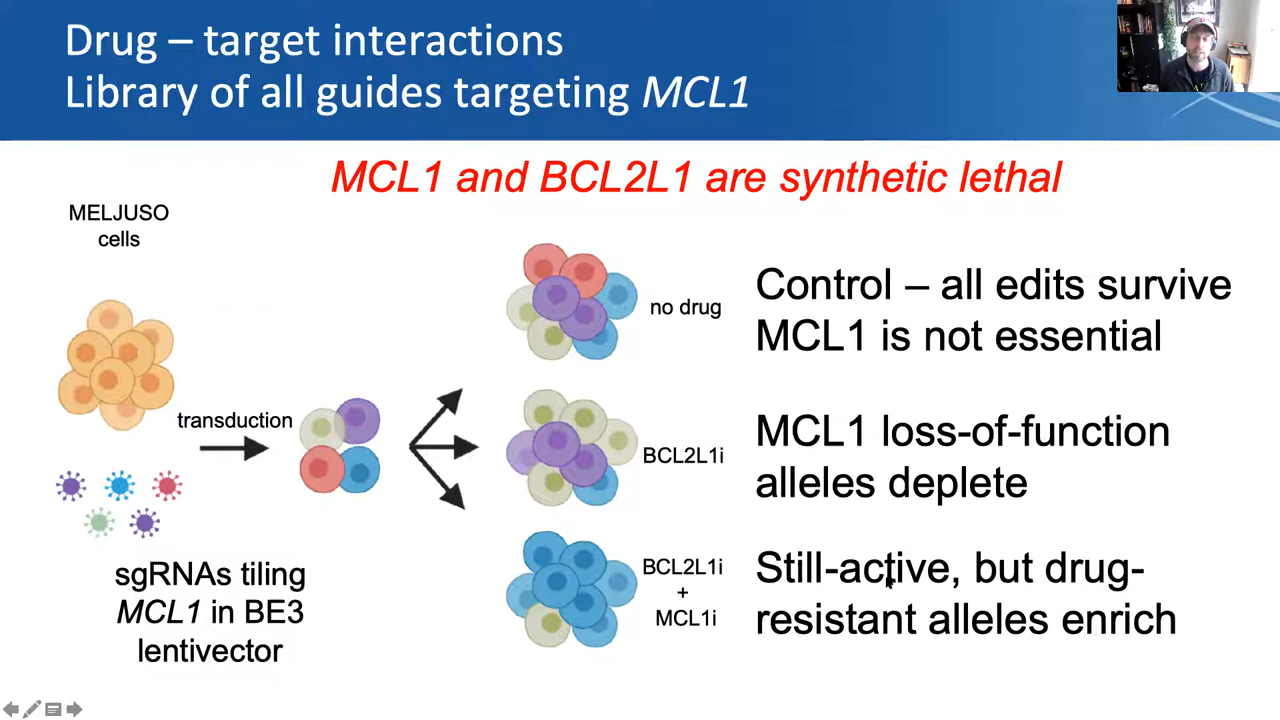 Drug – target interactions
Library of all guides targeting MCL1
MCL1 and BCL2L1 are synthetic lethal
MELJUSO
cells
transduction
sgRNAs tiling
MCL1 in BE3
lentivector
no drug
Control – all edits survive
MCL1 is not essential
BCL2L1i
MCL1 loss-of-function
alleles deplete
BCL2L1i
+
MCL1i
Still-active, but drug-
resistant alleles enrich